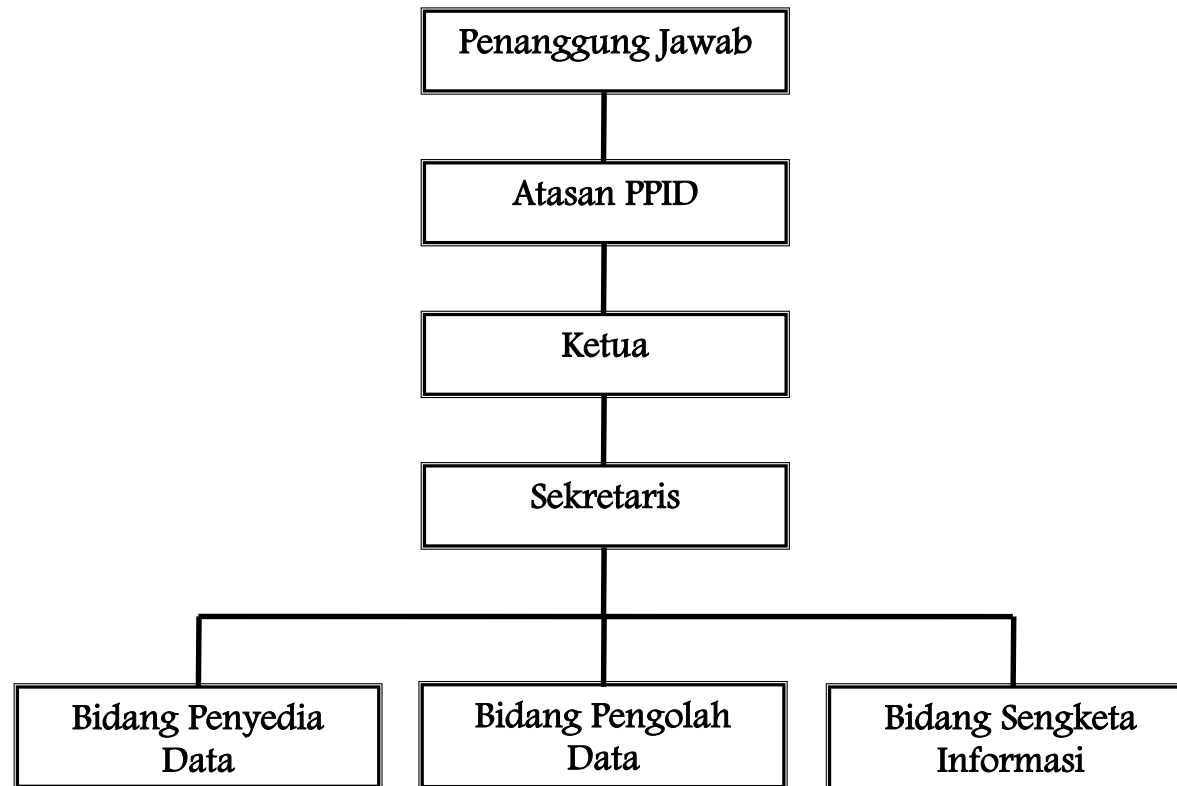 Penanggung Jawab
Atasan PPID
Ketua
Sekretaris
Bidang Penyedia
Data
Bidang Pengolah
Data
Bidang Sengketa
Informasi